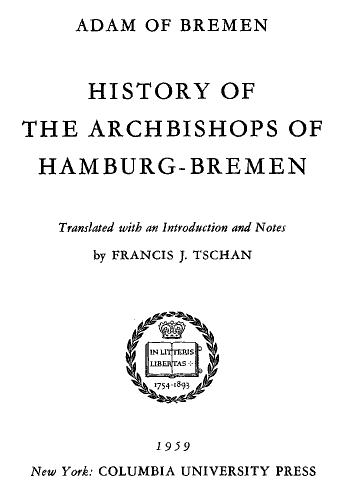 ADAM OF BREMEN
HISTORY OF
THE ARCHBISHOPS OF
HAMBURG-BREMEN
Translated with an Introduction and Notes
by FRANCIS J. TSCHAN
IN LITTERIS
LIBERTAS
1754-1893
1959
New York: COLUMBIA UNIVERSITY PRESS